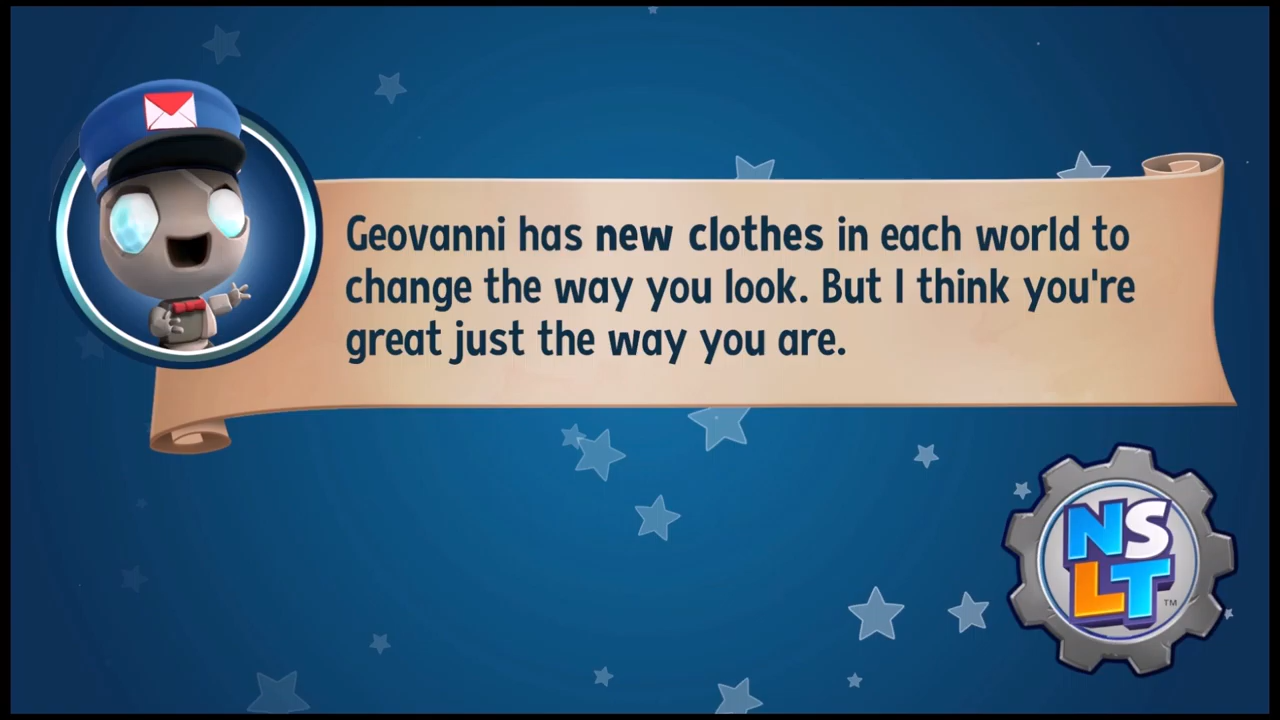 Geovanni has new clothes in each world to
change the way you look. But I think you're
great just the way you are.
NS
LT
TM